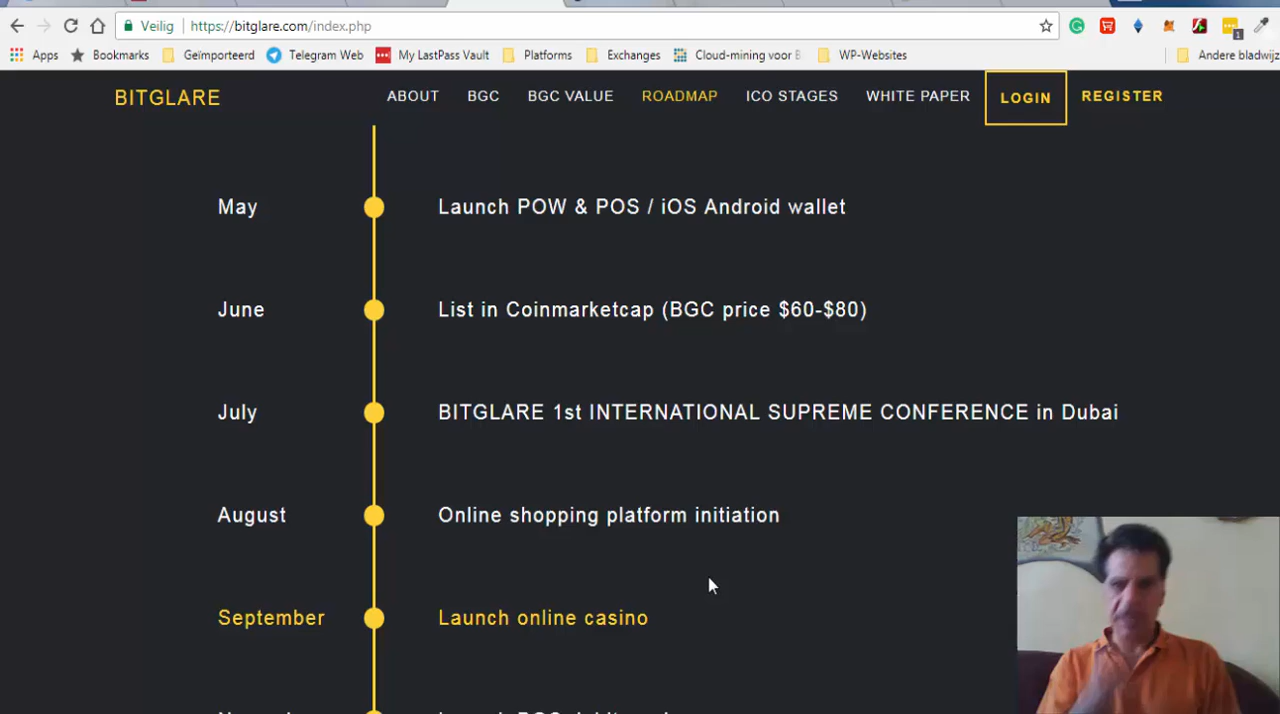 Veilig https://bitglare.com/index.php
Apps Bookmarks Geïmporteerd Telegram Web My LastPass Vault Platforms Exchanges Cloud-mining voor WP-Websites Andere bladwijz
BITGLARE ABOUT BGC BGC VALUE ROADMAP ICO STAGES WHITE PAPER LOGIN REGISTER
May Launch POW & POS / iOS Android wallet
June List in Coinmarketcap (BGC price $60-$80)
July BITGLARE 1st INTERNATIONAL SUPREME CONFERENCE in Dubai
August Online shopping platform initiation
September Launch online casino